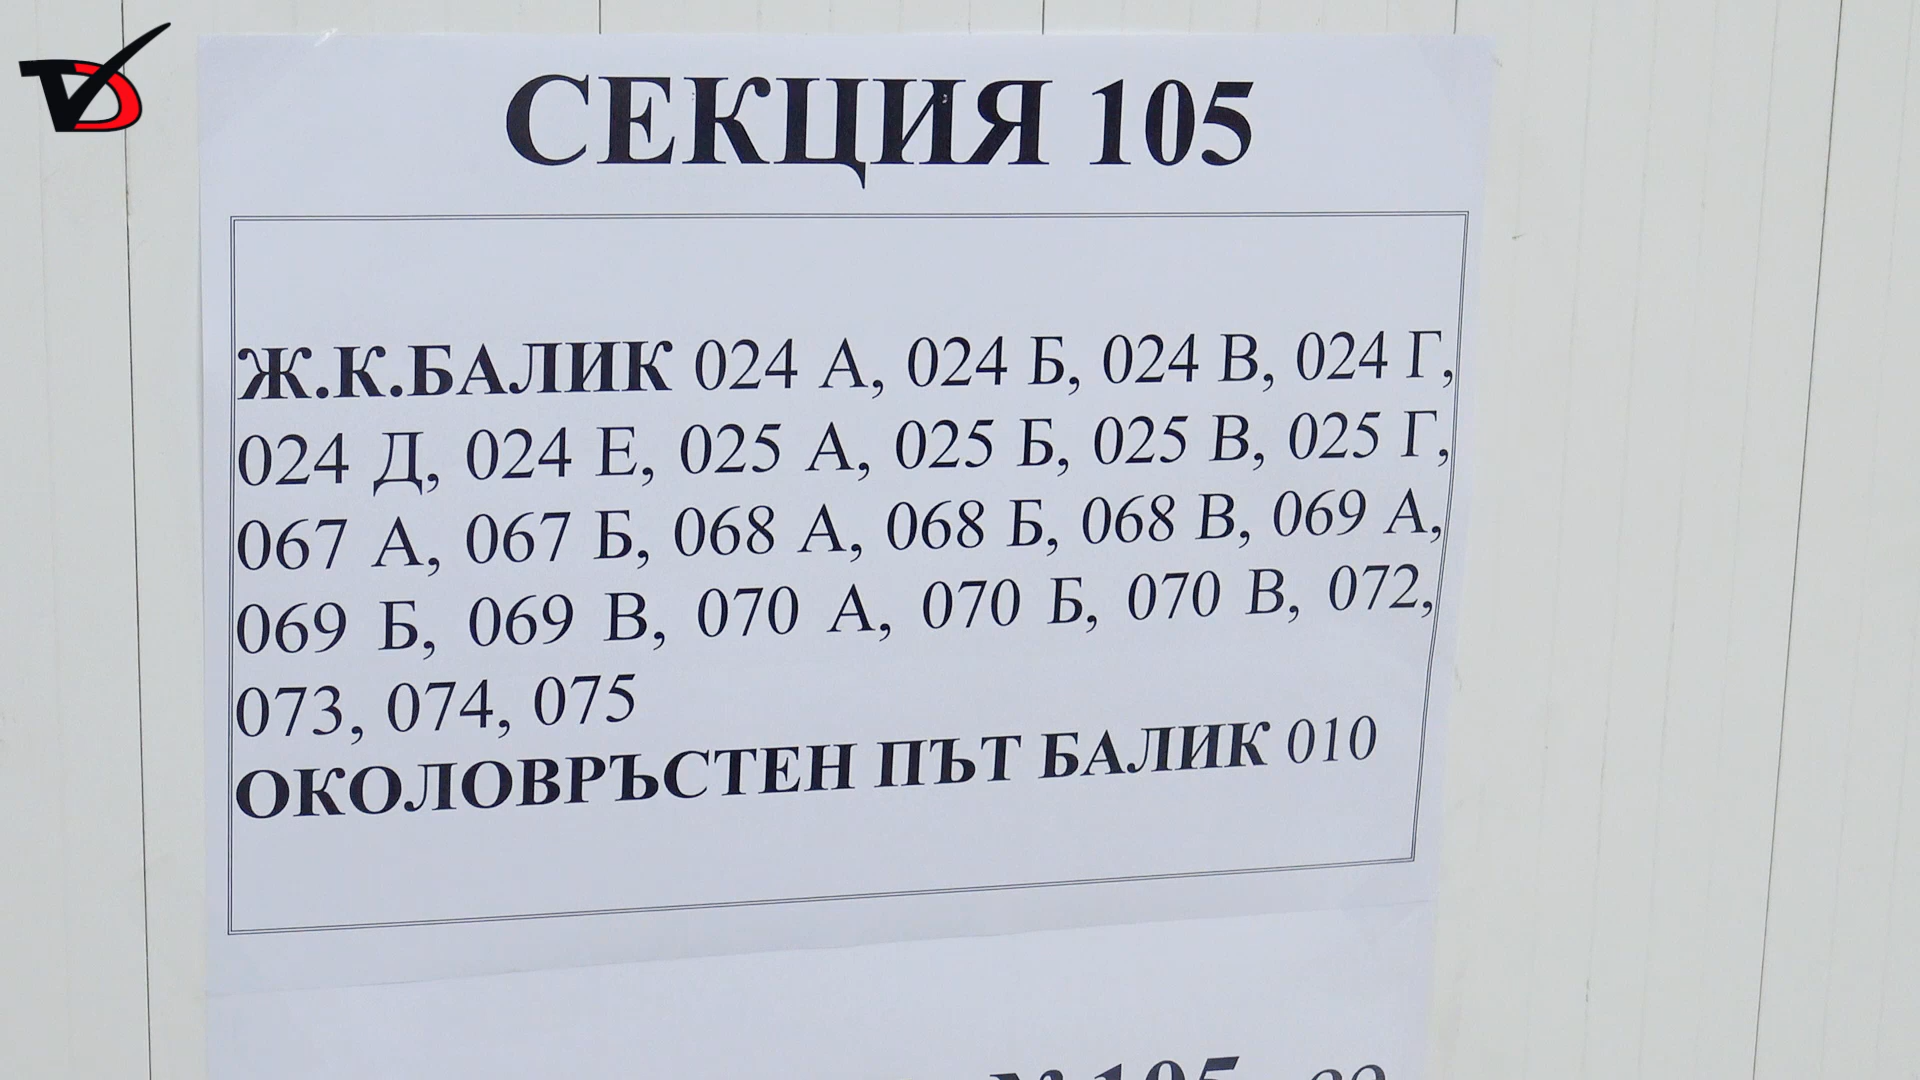 СЕКЦИЯ 105
Ж.К.БАЛИК 024 А, 024 Б, 024 В, 024 Г,
024 Д, 024 Е, 025 А, 025 Б, 025 В, 025 Г,
067 А, 067 Б, 068 А, 068 Б, 068 В, 069 А,
069 Б, 069 В, 070 А, 070 Б, 070 В, 072,
073, 074, 075
ОКОЛОВРЪСТЕН ПЪТ БАЛИК 010
105